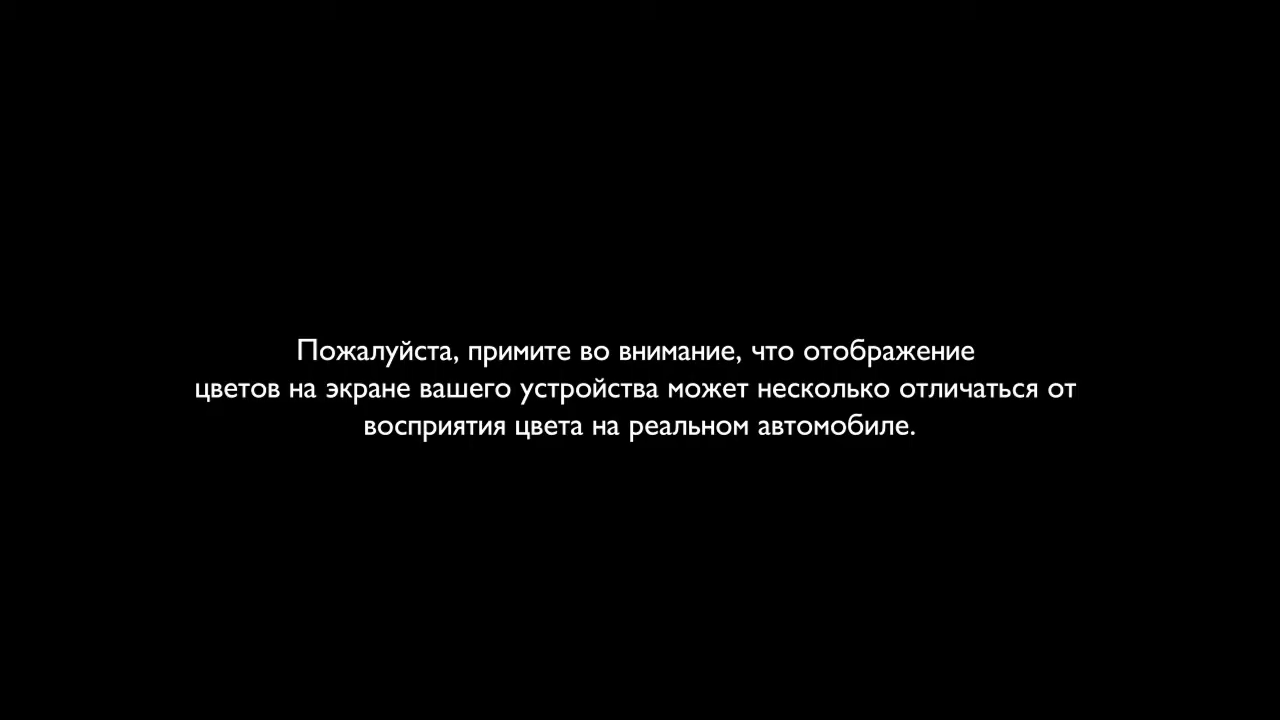 Пожалуйста, примите во внимание, что отображение
цветов на экране вашего устройства может несколько отличаться от
восприятия цвета на реальном автомобиле.